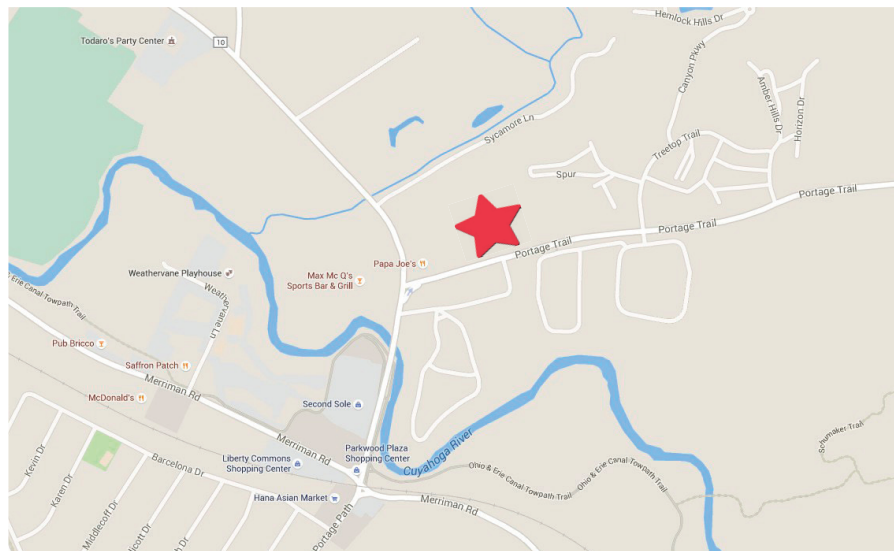 Hemlock Hills Dr
Todaro's Party Center
10
Canyon Pkwy
Amber Hills Dr
Horizon Dr
Sycamore Ln
Treetop Trail
Spur
Portage Trail
Portage Trail
Portage Trail
Papa Joe's
Weathervane Playhouse
Max Mc Q's
Sports Bar & Grill
& Erie Canal-Towpath Trail
Weathervane Ln
Pub Bricco
Saffron Patch
Merriman Rd
McDonald's
Second Sole
Merriman Rd
Cuyahoga River
Schumaker Trail
Parkwood Plaza
Shopping Center
Liberty Commons
Shopping Center
Barcelona Dr
Kevin Dr
Karen Dr
Ohio & Erie Canal-Towpath Trail
Ohio & Erie Canal-Towpath Trail
Hana Asian Market
Merriman Rd
Middlecoff Dr
licott Dr
Portage Path